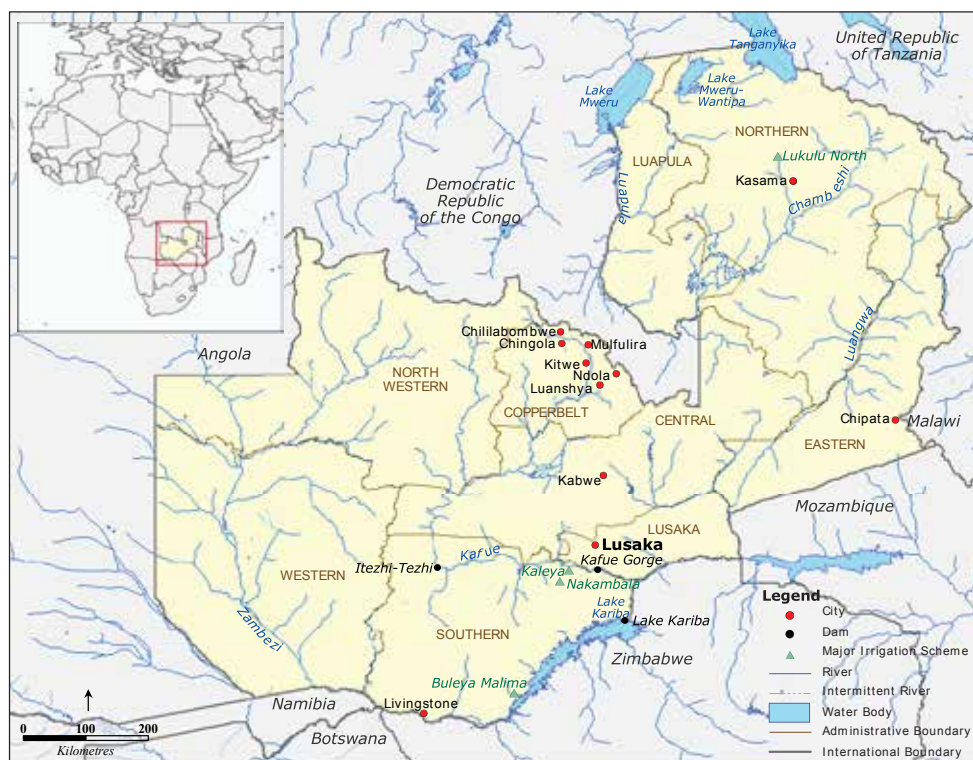 United Republic
of Tanzania
Lake
Tanganyika
Lake
Mweru-
Wantipa
Lake
Mweru
NORTHERN
LUAPULA
Lukulu North
Kasama
Chambeshi
Luapula
Democratic
Republic
of the Congo
Luangwa
Angola
Chililabombwe
Chingola
Mulfulira
Kitwe
Ndola
Luanshya
NORTH
WESTERN
COPPERBELT
CENTRAL
Chipata
Malawi
EASTERN
Kabwe
Mozambique
LUSAKA
Lusaka
Kafue
Kafue Gorge
Itezhi-Tezhi
Kaleya
Nakambala
WESTERN
Zambezi
Lake
Kariba
Lake Kariba
SOUTHERN
Zimbabwe
Buleya Malima
Livingstone
Namibia
Botswana
0 100 200
Kilometres
Legend
City
Dam
Major Irrigation Scheme
River
Intermittent River
Water Body
Administrative Boundary
International Boundary